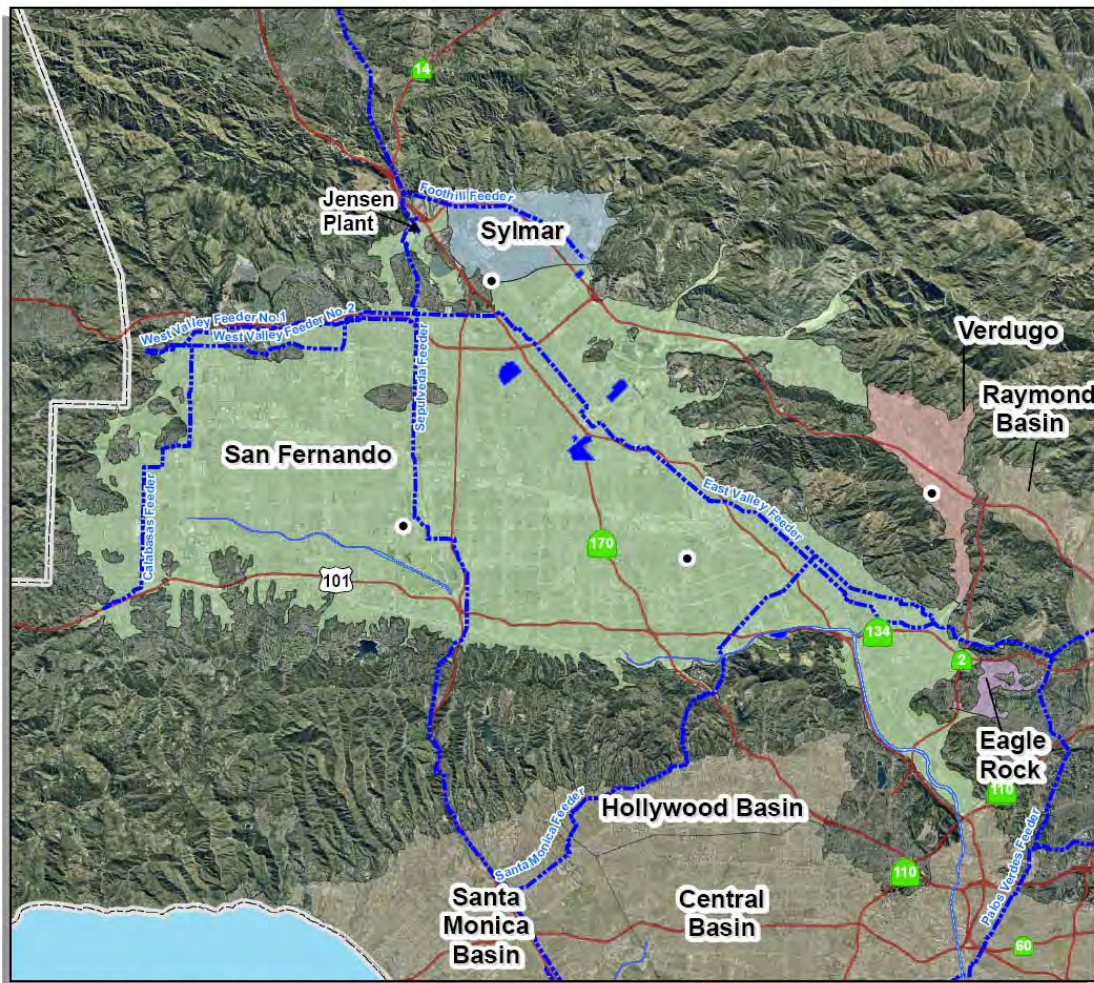 14
Foothill Feeder
Jensen
Plant
Sylmar
West Valley Feeder No.1
West Valley Feeder No.2
Sepulveda Feeder
Verdugo
Raymond
Basin
San Fernando
Calabasas Feeder
East Valley Feeder
170
101
134
2
Eagle
Rock
110
Hollywood Basin
Santa Monica Feeder
Palos Verdes Feeder
110
Santa
Monica
Basin
Central
Basin
60